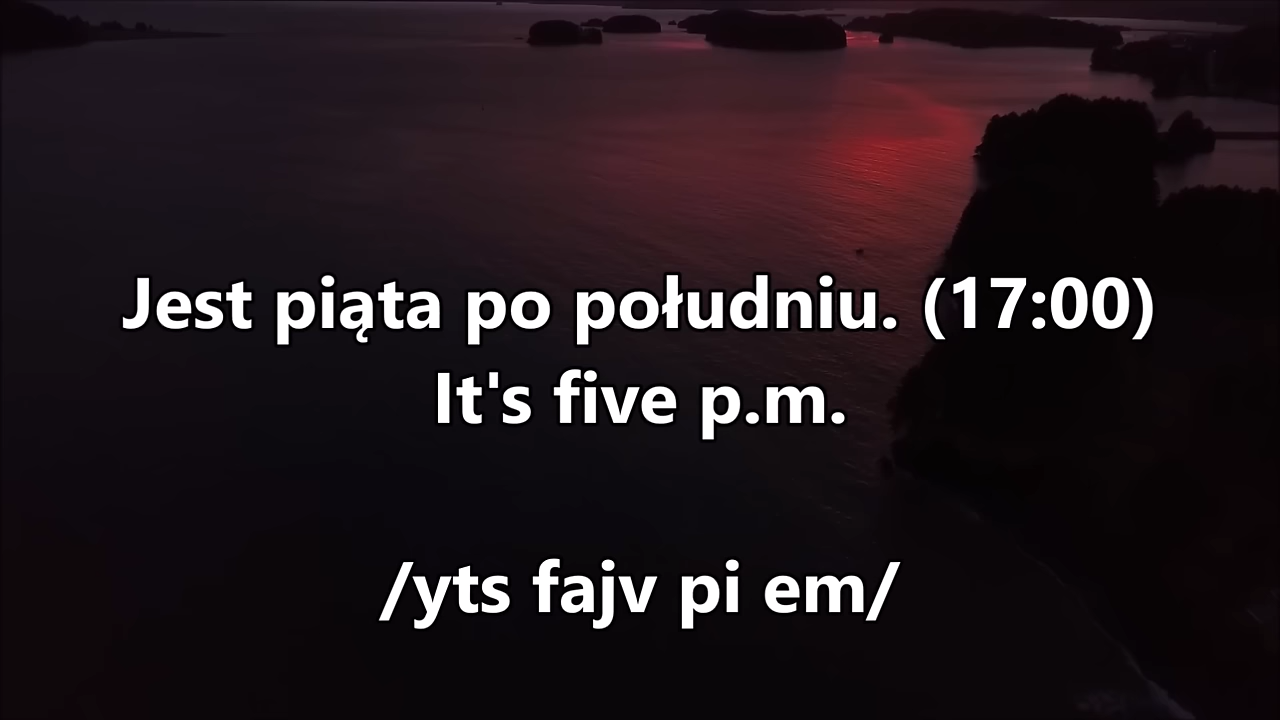 Jest piąta po południu. (17:00)
It's five p.m.
/yts fajv pi em/